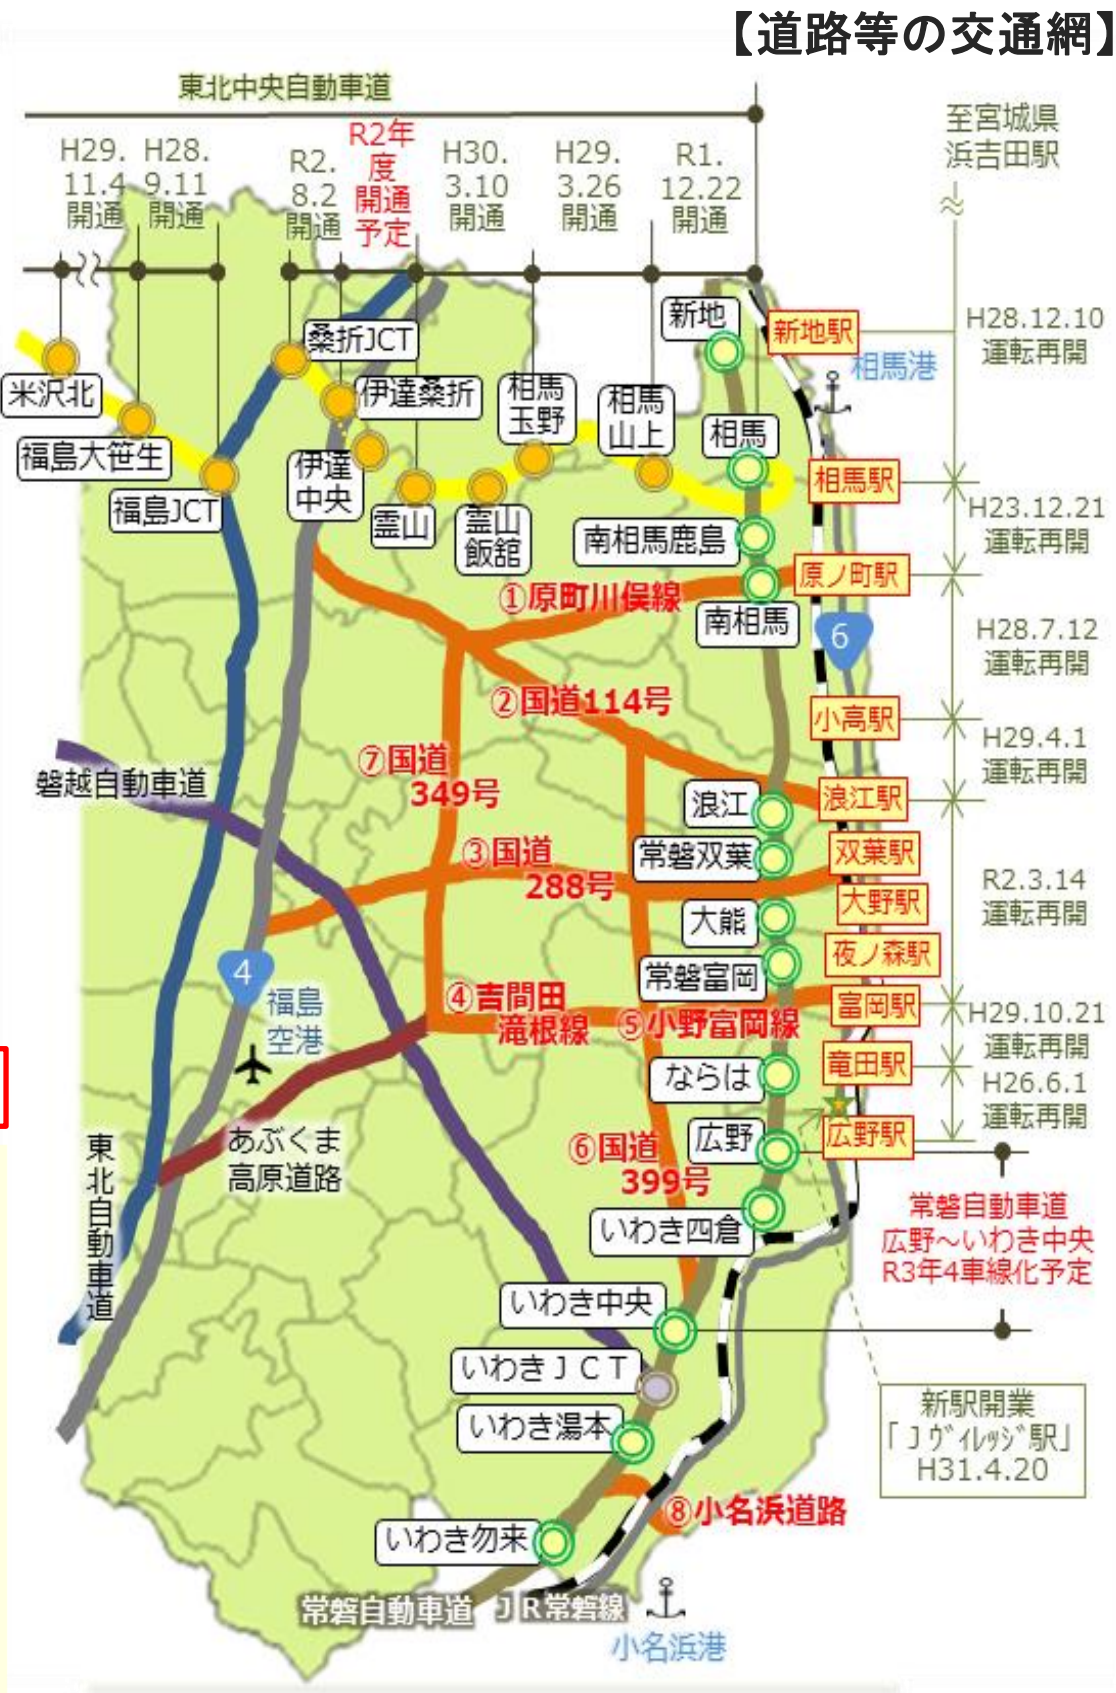 【道路等の交通網】
東北中央自動車道
至宮城県
浜吉田駅
H29.
11.4
開通
H28.
9.11
開通
R2.
8.2
開通
R2年
度
開通
予定
H30.
3.10
開通
H29.
3.26
開通
R1.
12.22
開通
新地
新地駅
H28.12.10
運転再開
桑折JCT
相馬港
米沢北
伊達桑折
相馬
玉野
相馬
山上
相馬
福島大笹生
伊達
中央
相馬駅
福島JCT
霊山
霊山
飯舘
南相馬鹿島
H23.12.21
運転再開
原ノ町駅
①原町川俣線
南相馬
6
H28.7.12
運転再開
②国道114号
小高駅
⑦国道
349号
H29.4.1
運転再開
磐越自動車道
浪江
浪江駅
常磐双葉
双葉駅
③国道
288号
R2.3.14
運転再開
大熊
大野駅
常磐富岡
夜ノ森駅
4
福島
空港
④吉間田
滝根線
⑤小野富岡線
富岡駅
H29.10.21
運転再開
ならは
竜田駅
H26.6.1
運転再開
あぶくま
高原道路
東北自動車道
⑥国道
399号
広野
広野駅
いわき四倉
常磐自動車道
広野～いわき中央
R3年4車線化予定
いわき中央
いわきＪＣＴ
いわき湯本
新駅開業
「Ｊヴィレッジ駅」
H31.4.20
⑧小名浜道路
いわき勿来
常磐自動車道
ＪＲ常磐線
小名浜港